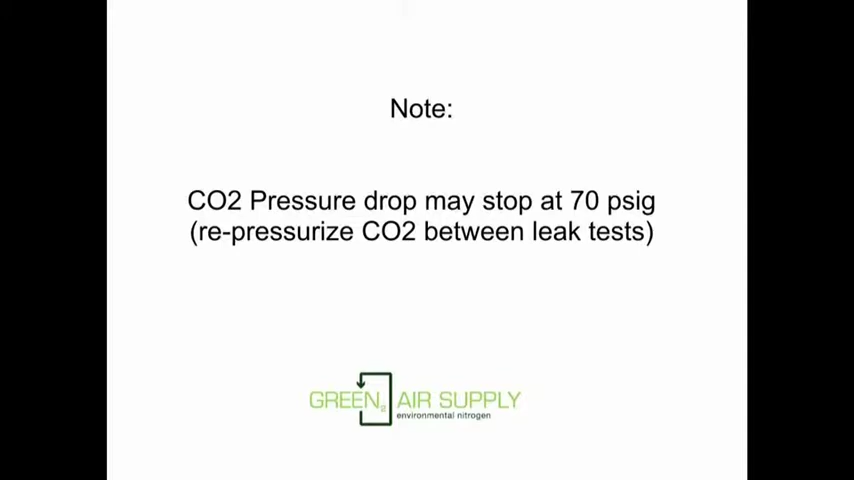 Note:
CO2 Pressure drop may stop at 70 psig
(re-pressurize CO2 between leak tests)
GREEN2 AIR SUPPLY
environmental nitrogen